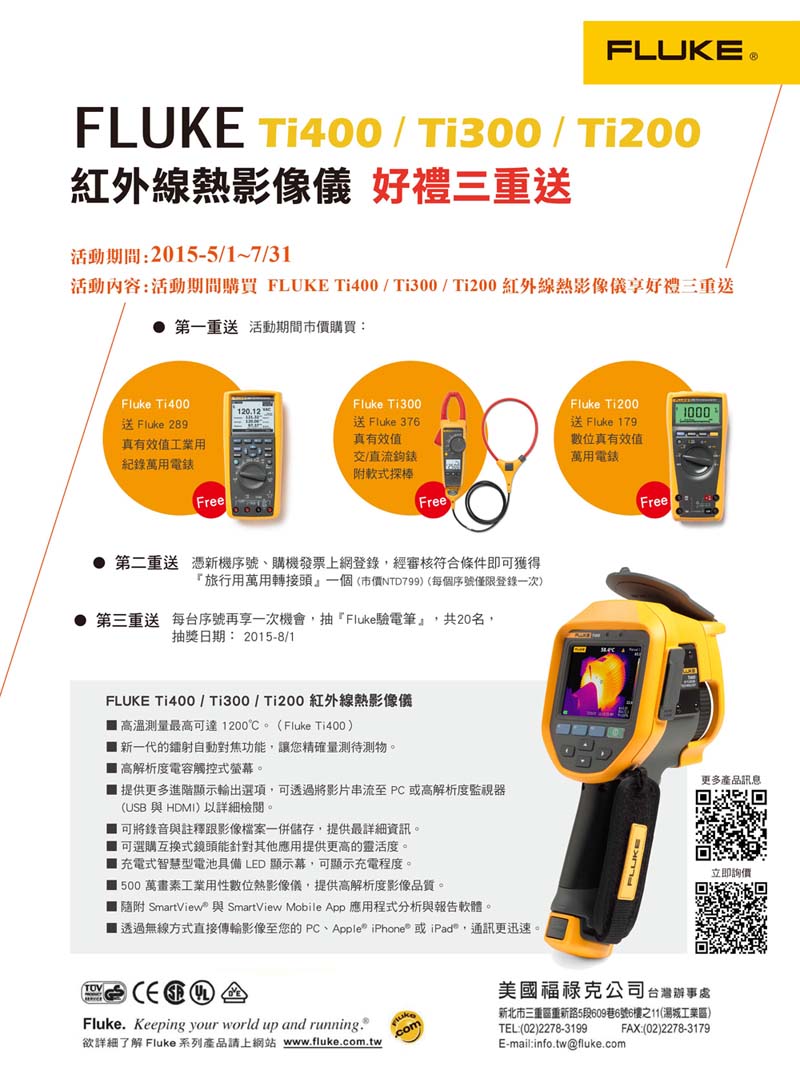 FLUKE®
FLUKE Ti400 / Ti300 / Ti200
紅外線熱影像儀 好禮三重送
活動期間:2015-5/1~7/31
活動內容:活動期間購買 FLUKE Ti400 / Ti300 / Ti200 紅外線熱影像儀享好禮三重送
● 第一重送 活動期間市價購買：
Fluke Ti400
送 Fluke 289
真有效值工業用
紀錄萬用電錶
Free
Fluke Ti300
送 Fluke 376
真有效值
交/直流鉤錶
附軟式探棒
Free
Fluke Ti200
送 Fluke 179
數位真有效值
萬用電錶
Free
● 第二重送 憑新機序號、購機發票上網登錄，經審核符合條件即可獲得
『旅行用萬用轉接頭』一個 (市價NTD799) (每個序號僅限登錄一次)
● 第三重送 每台序號再享一次機會，抽『Fluke驗電筆』，共20名，
抽獎日期： 2015-8/1
FLUKE Ti400 / Ti300 / Ti200 紅外線熱影像儀
■ 高溫測量最高可達 1200℃。（Fluke Ti400）
■ 新一代的鐳射自動對焦功能，讓您精確量測待測物。
■ 高解析度電容觸控式螢幕。
■ 提供更多進階顯示輸出選項，可透過將影片串流至 PC 或高解析度監視器
(USB 與 HDMI) 以詳細檢閱。
■ 可將錄音與註釋跟影像檔案一併儲存，提供最詳細資訊。
■ 可選購互換式鏡頭能針對其他應用提供更高的靈活度。
■ 充電式智慧型電池具備 LED 顯示幕，可顯示充電程度。
■ 500 萬畫素工業用性數位熱影像儀，提供高解析度影像品質。
■ 隨附 SmartView® 與 SmartView Mobile App 應用程式分析與報告軟體。
■ 透過無線方式直接傳輸影像至您的 PC、Apple® iPhone® 或 iPad®，通訊更迅速。
120.12 VAC
1000
FLUKE
FLUKE
更多產品訊息
立即詢價
TÜV
GS
CE
UL
Fluke. Keeping your world up and running.®
fluke.com
欲詳細了解 Fluke 系列產品請上網站 www.fluke.com.tw
美國福祿克公司 台灣辦事處
新北市三重區重新路5段609巷6號6樓之11(湯城工業區)
TEL:(02)2278-3199 FAX:(02)2278-3179
E-mail:info.tw@fluke.com